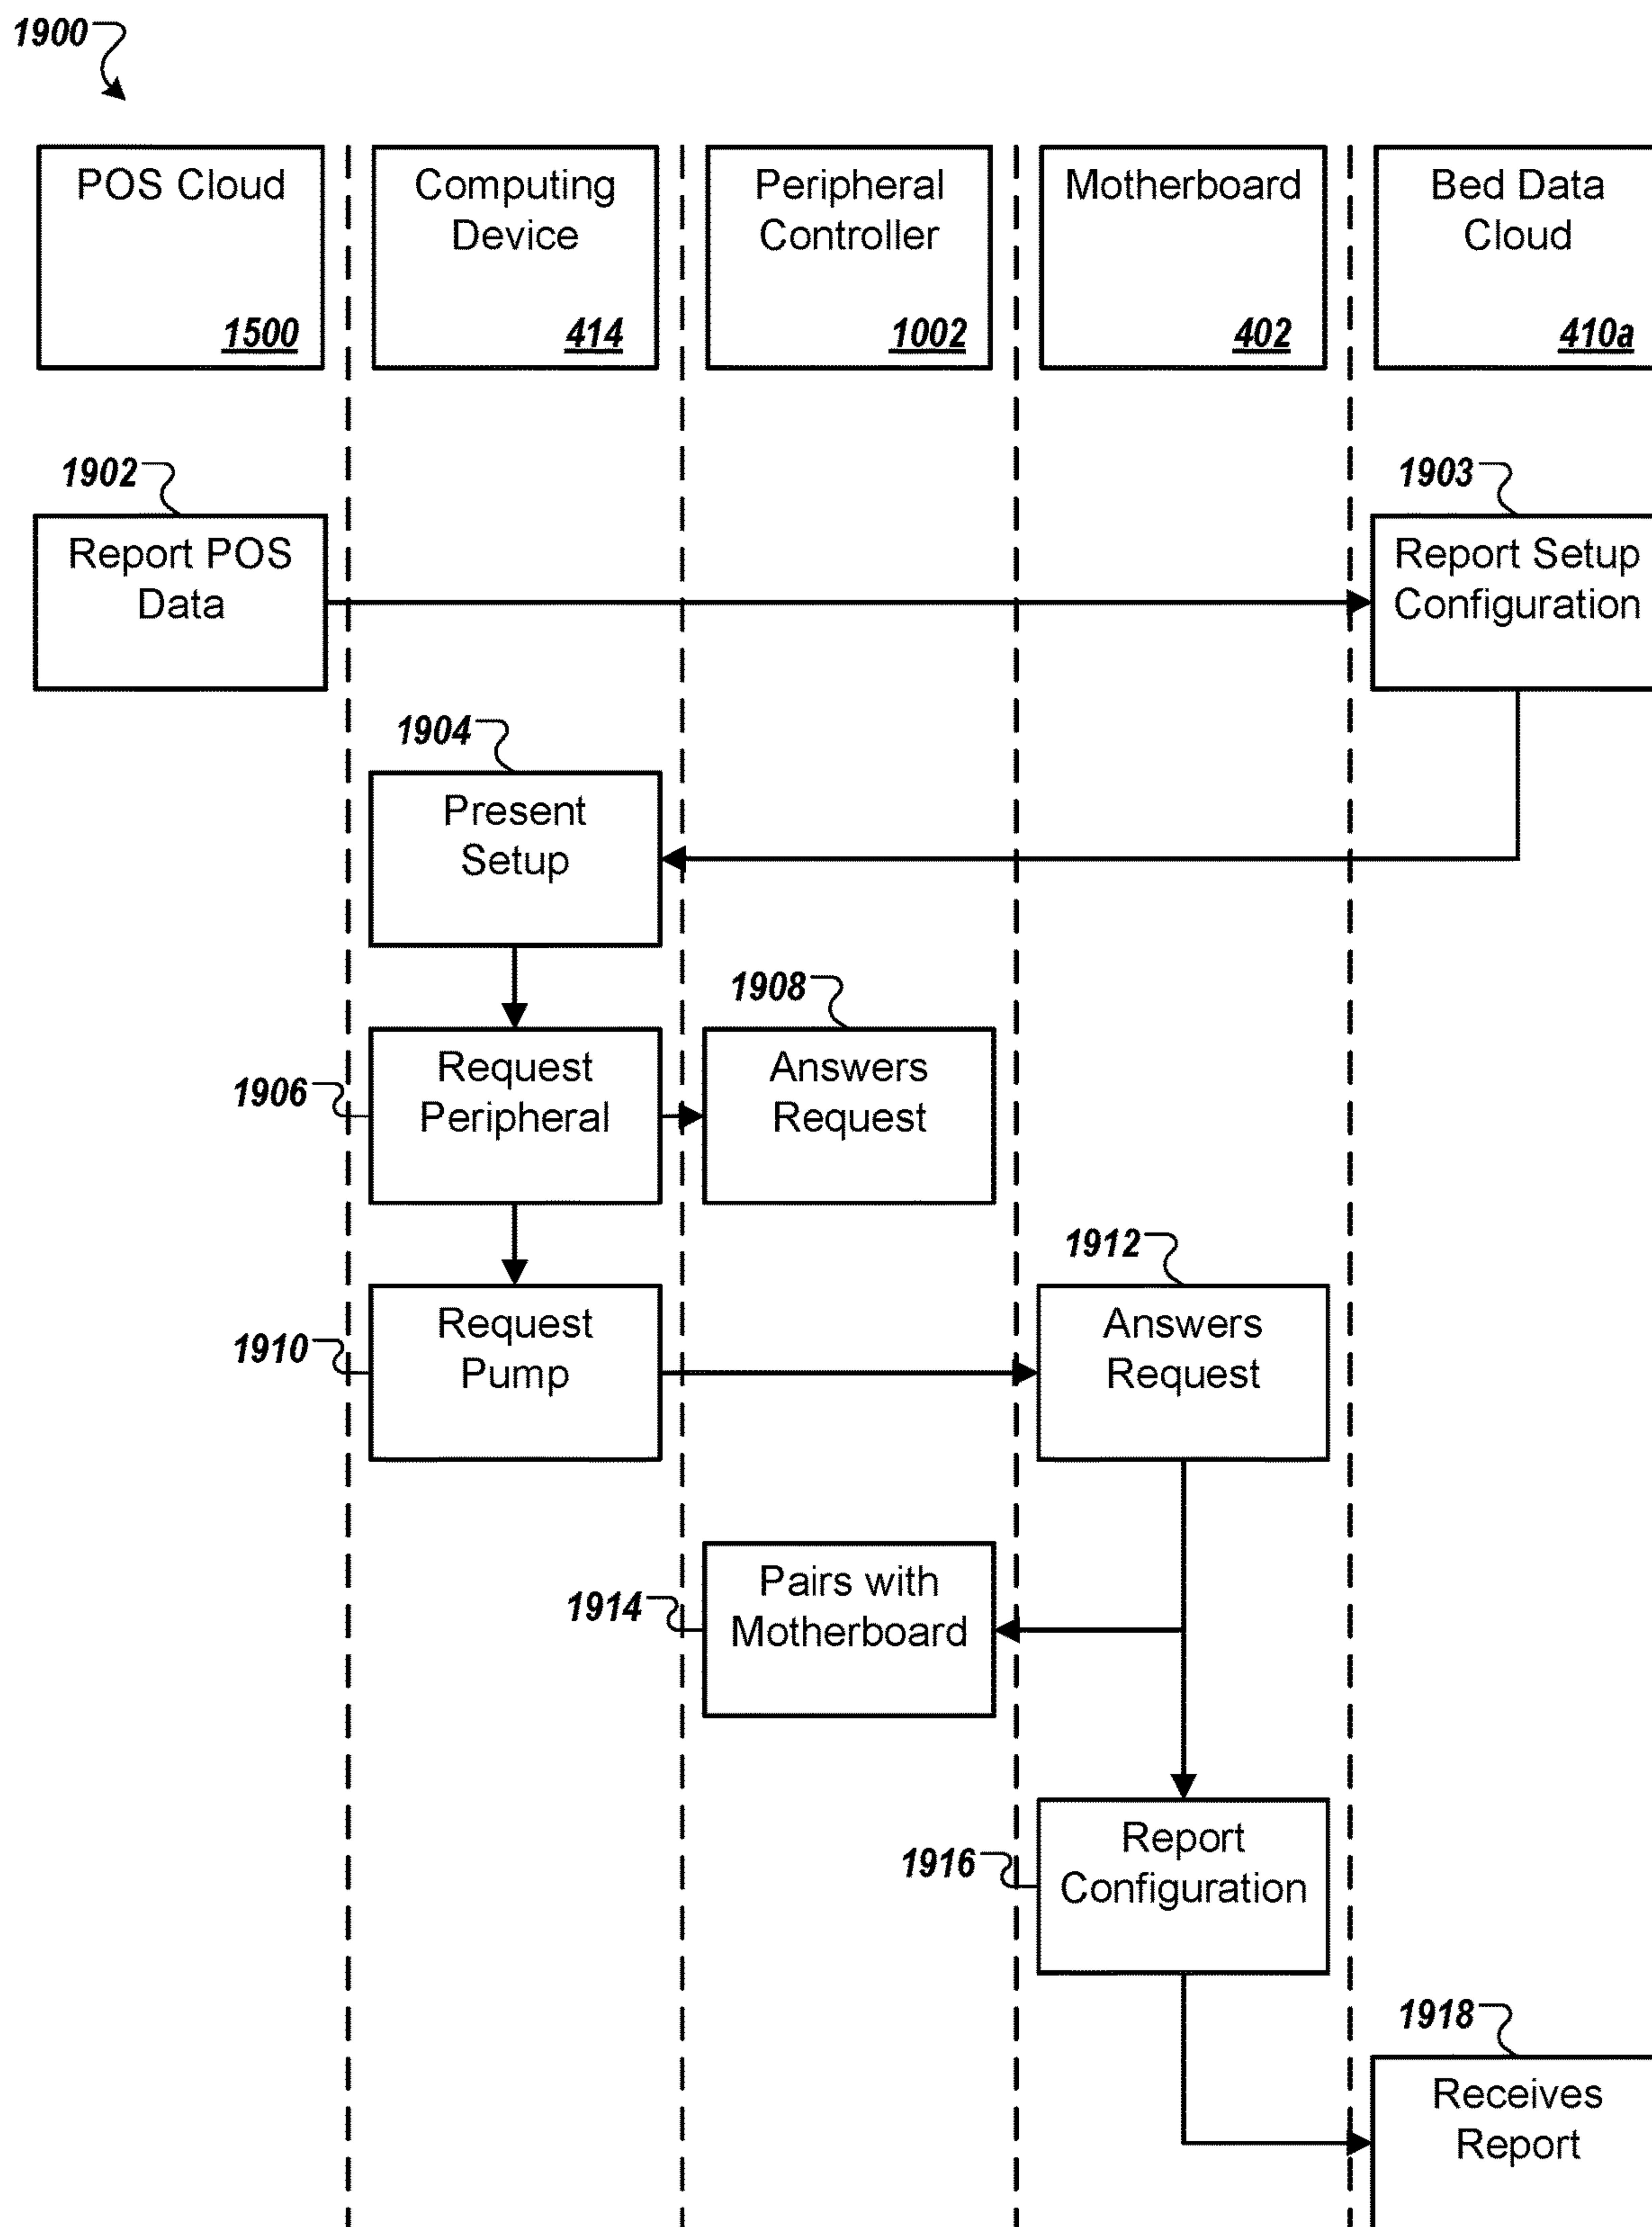 1900
POS Cloud
1500
Computing
Device
414
Peripheral
Controller
1002
Motherboard
402
Bed Data
Cloud
410a
1902
Report POS
Data
1903
Report Setup
Configuration
1904
Present
Setup
1906
Request
Peripheral
1908
Answers
Request
1910
Request
Pump
1912
Answers
Request
1914
Pairs with
Motherboard
1916
Report
Configuration
1918
Receives
Report